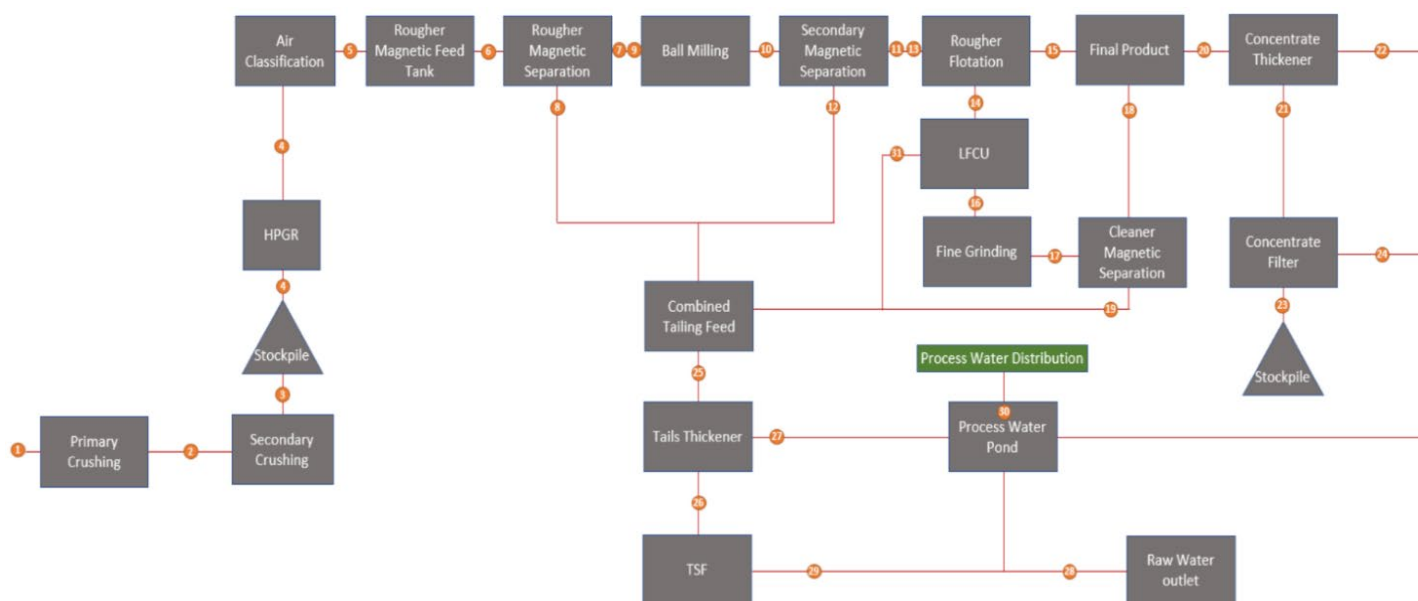 Air
Classification
5
Rougher
Magnetic Feed
Tank
6
Rougher
Magnetic
Separation
7
9
Ball Milling
10
Secondary
Magnetic
Separation
11
13
Rougher
Flotation
15
Final Product
20
Concentrate
Thickener
22
8
12
14
18
21
4
31
LFCU
16
HPGR
Fine Grinding
17
Cleaner
Magnetic
Separation
Concentrate
Filter
24
4
Combined
Tailing Feed
19
23
Stockpile
Process Water Distribution
Stockpile
3
25
30
1
Primary
Crushing
2
Secondary
Crushing
Tails Thickener
27
Process Water
Pond
26
TSF
29
28
Raw Water
outlet